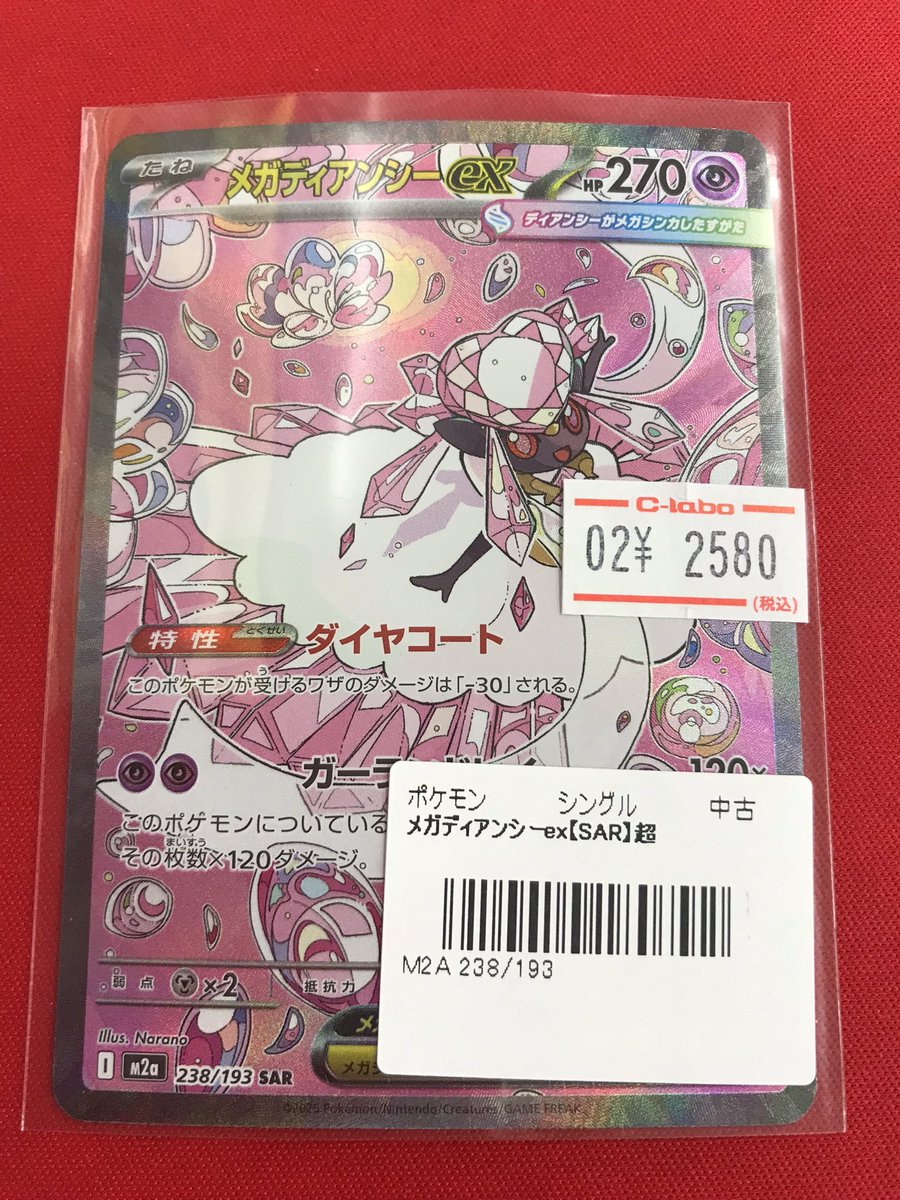 たね メガディアンシーex HP270
ディアンシーがメガシンカしたすがた
C-labo
02¥ 2580
(税込)
特性 とくせい ダイヤコート
このポケモンが受けるワザのダメージは「-30」される。
う
120×
このポケモンについている
まいすう
その枚数×120ダメージ。
ポケモン シングル 中古
メガディアンシーex【SAR】超
M2A 238/193
弱点 ×2 抵抗力
Illus. Narano
I m2a 238/193 SAR
©2025 Pokémon/Nintendo/Creatures/GAME FREAK